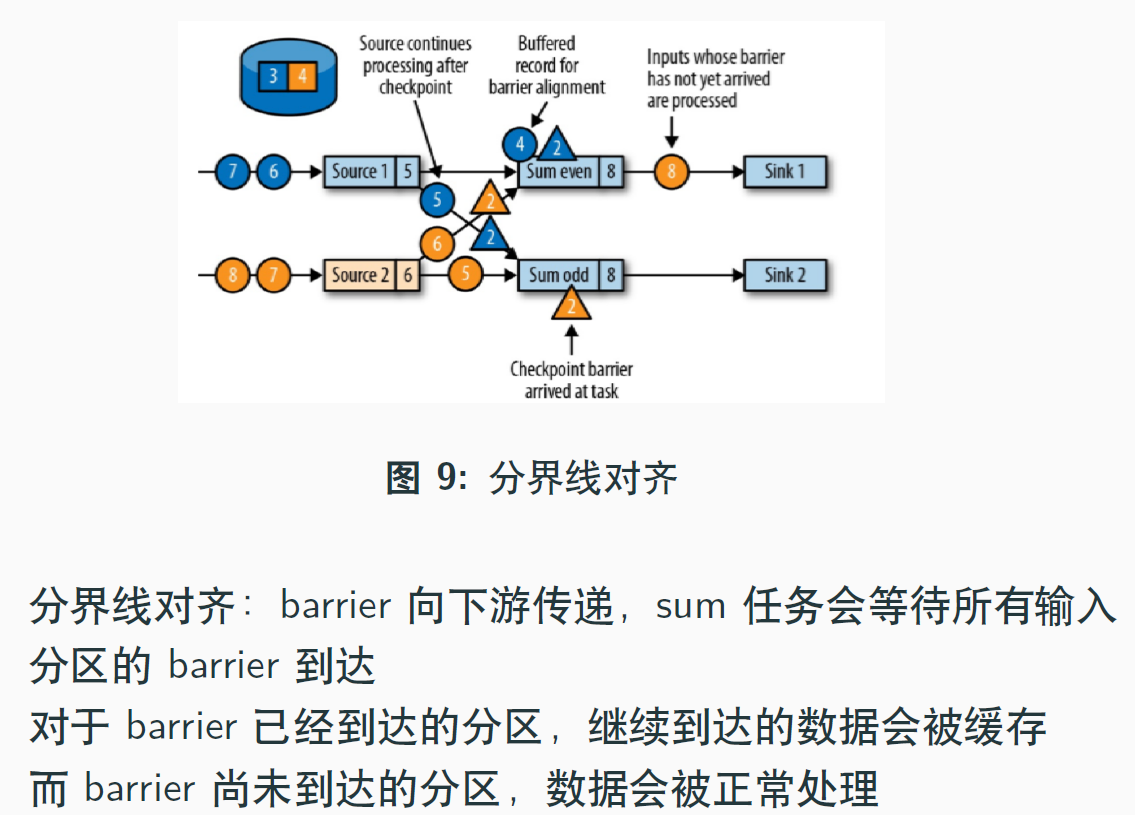 Source continues
processing after
checkpoint
Buffered
record for
barrier alignment
Inputs whose barrier
has not yet arrived
are processed
3 4
4 2
7 6 Source 1 5 Sum even 8 8 Sink 1
5 2
6 2
8 7 Source 2 6 5 Sum odd 8 Sink 2
2
Checkpoint barrier
arrived at task
图 9: 分界线对齐
分界线对齐：barrier 向下游传递，sum 任务会等待所有输入
分区的 barrier 到达
对于 barrier 已经到达的分区，继续到达的数据会被缓存
而 barrier 尚未到达的分区，数据会被正常处理